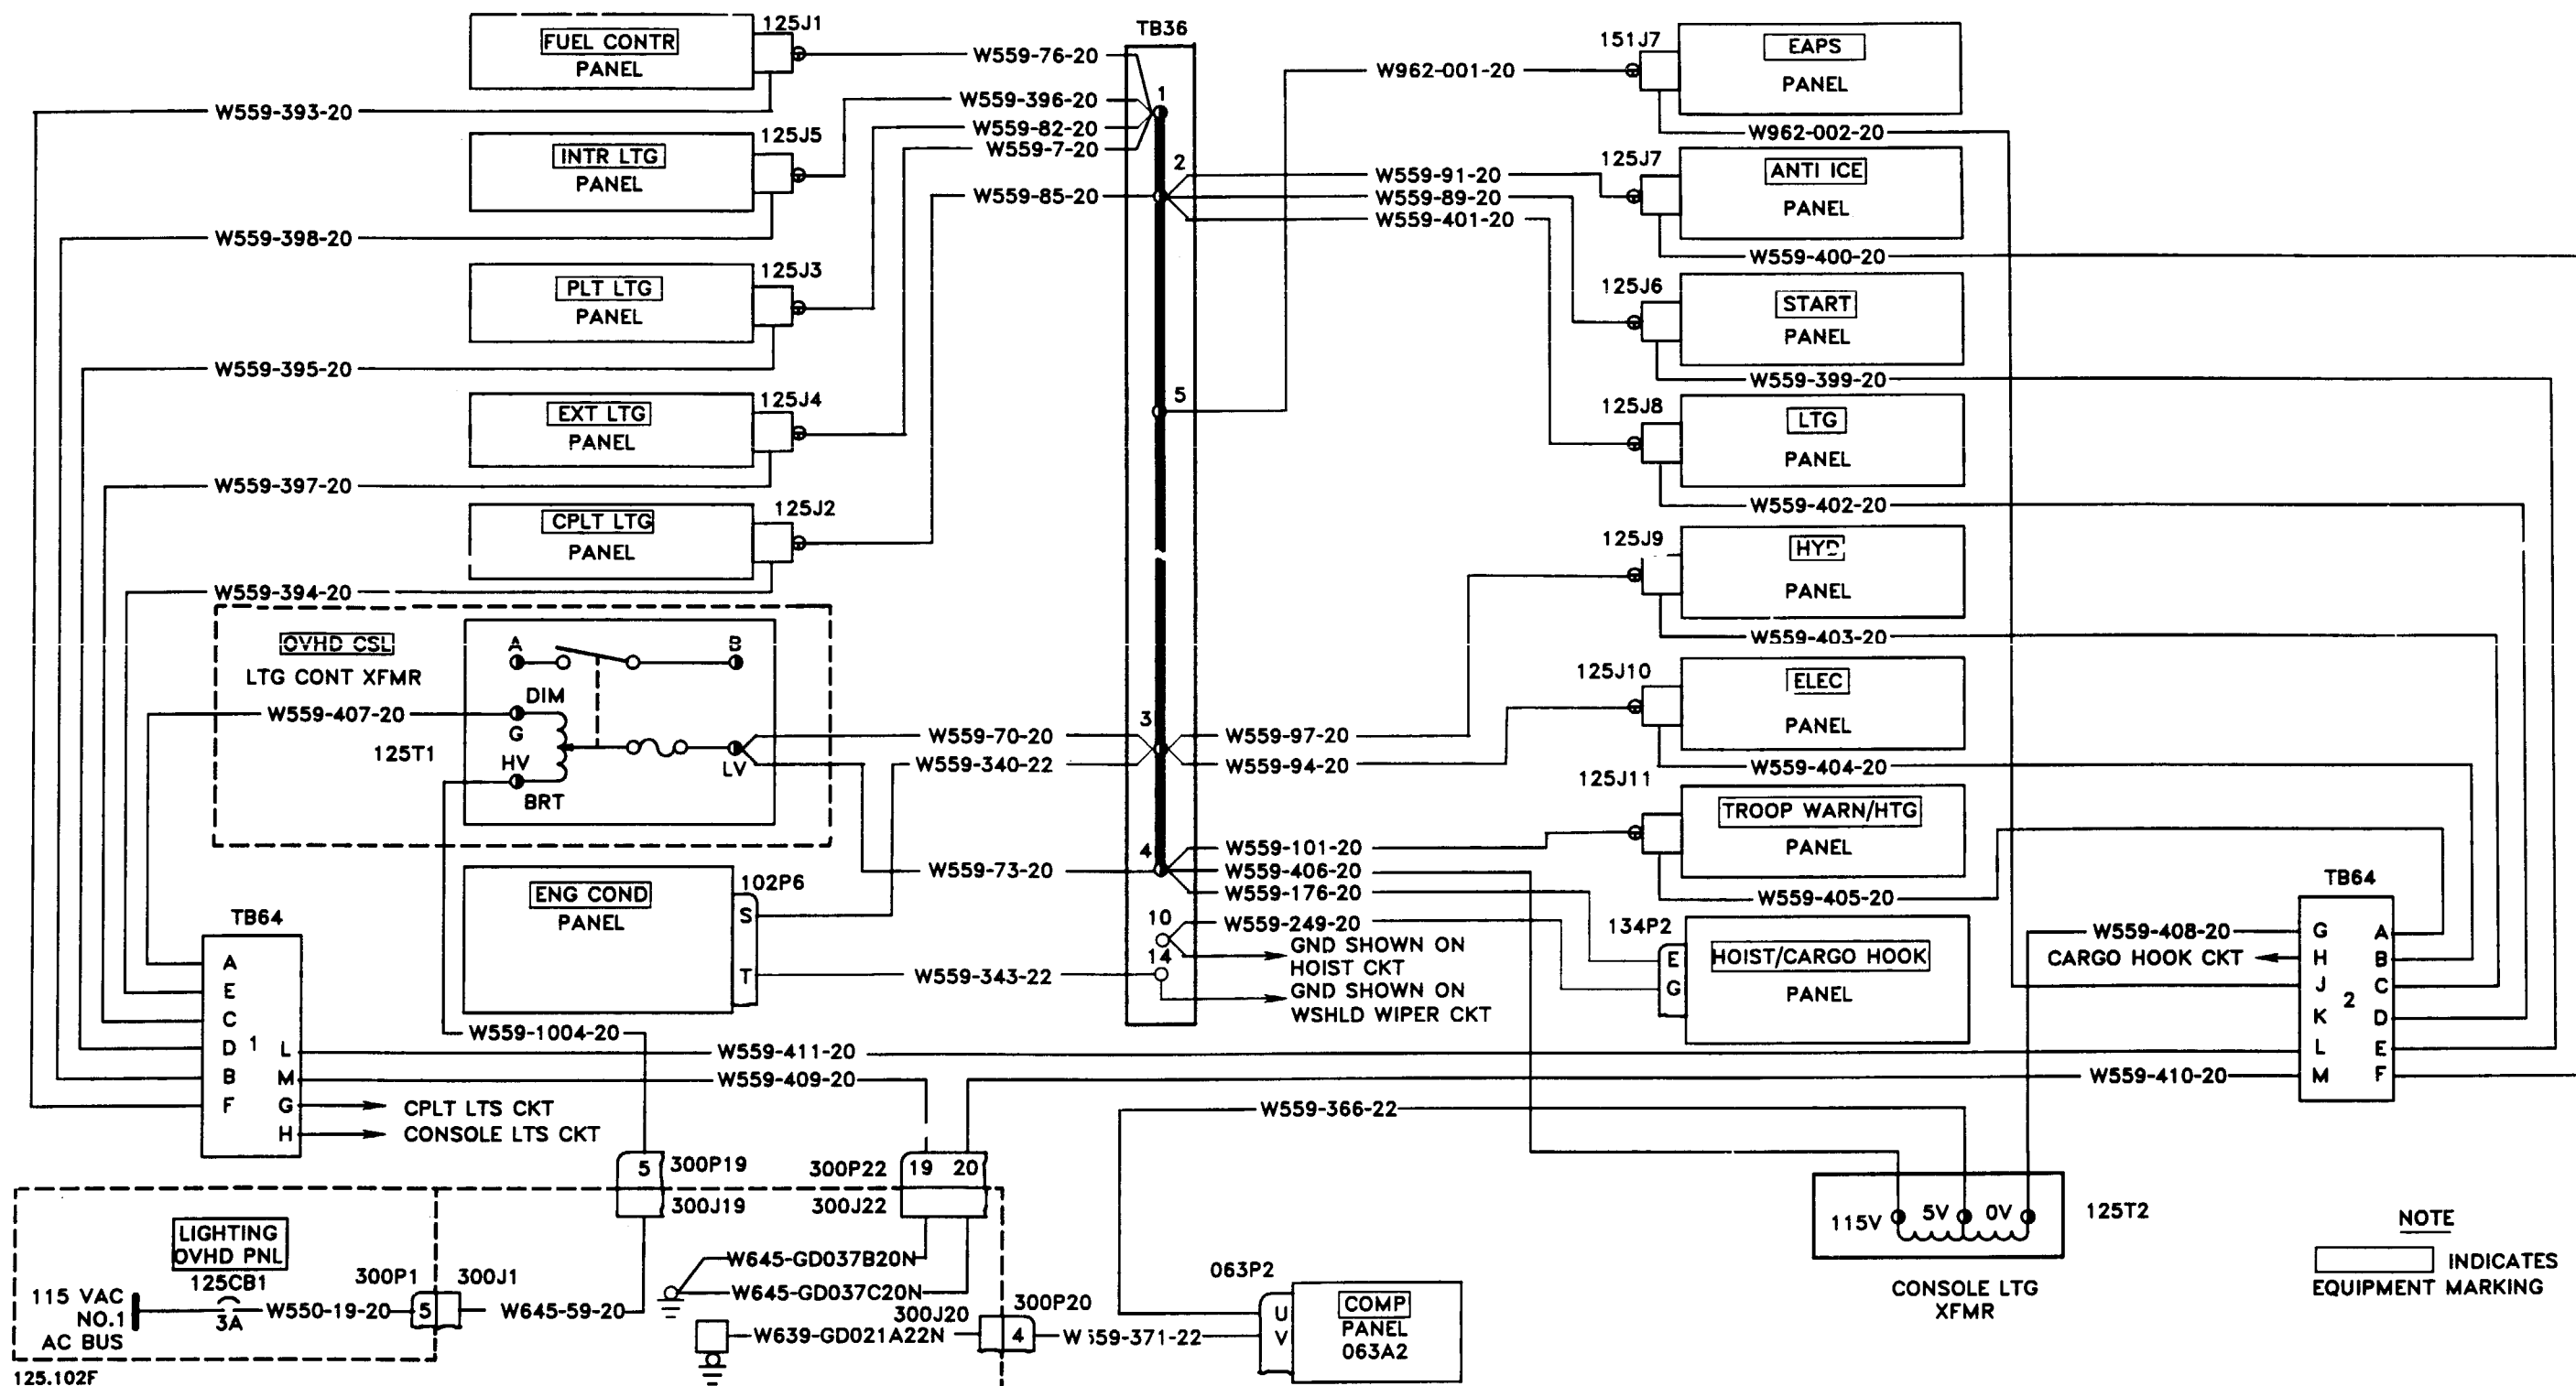 FUEL CONTR
PANEL
125J1
W559-76-20
W559-393-20
INTR LTG
PANEL
125J5
W559-396-20
W559-398-20
PLT LTG
PANEL
125J3
W559-82-20
W559-395-20
EXT LTG
PANEL
125J4
W559-7-20
W559-397-20
CPLT LTG
PANEL
125J2
W559-85-20
W559-394-20
OVHD CSL
LTG CONT XFMR
125T1
A
B
DIM
G
HV
BRT
LV
W559-407-20
W559-70-20
W559-340-22
W559-73-20
ENG COND
PANEL
102P6
S
T
W559-343-22
W559-1004-20
TB36
1
2
5
3
4
10
14
W962-001-20
W559-91-20
W559-89-20
W559-401-20
W559-97-20
W559-94-20
W559-101-20
W559-406-20
W559-176-20
W559-249-20
GND SHOWN ON
HOIST CKT
GND SHOWN ON
WSHLD WIPER CKT
151J7
EAPS
PANEL
W962-002-20
125J7
ANTI ICE
PANEL
W559-400-20
125J6
START
PANEL
W559-399-20
125J8
LTG
PANEL
W559-402-20
125J9
HYD
PANEL
W559-403-20
125J10
ELEC
PANEL
W559-404-20
125J11
TROOP WARN/HTG
PANEL
W559-405-20
134P2
E
G
HOIST/CARGO HOOK
PANEL
TB64
A
E
C
D
B
F
1
L
M
G
H
W559-411-20
W559-409-20
CPLT LTS CKT
CONSOLE LTS CKT
TB64
G
H
J
K
L
M
2
A
B
C
D
E
F
W559-408-20
CARGO HOOK CKT
W559-410-20
W559-366-22
5
300P19
300J19
300P22
19 20
300J22
LIGHTING
OVHD PNL
125CB1
3A
115 VAC
NO.1
AC BUS
W550-19-20
300P1
5
300J1
W645-59-20
W645-GD037B20N
W645-GD037C20N
300J20
300P20
W639-GD021A22N
4
W559-371-22
063P2
U
V
COMP
PANEL
063A2
115V
5V
0V
125T2
CONSOLE LTG
XFMR
NOTE
INDICATES
EQUIPMENT MARKING
125.102F